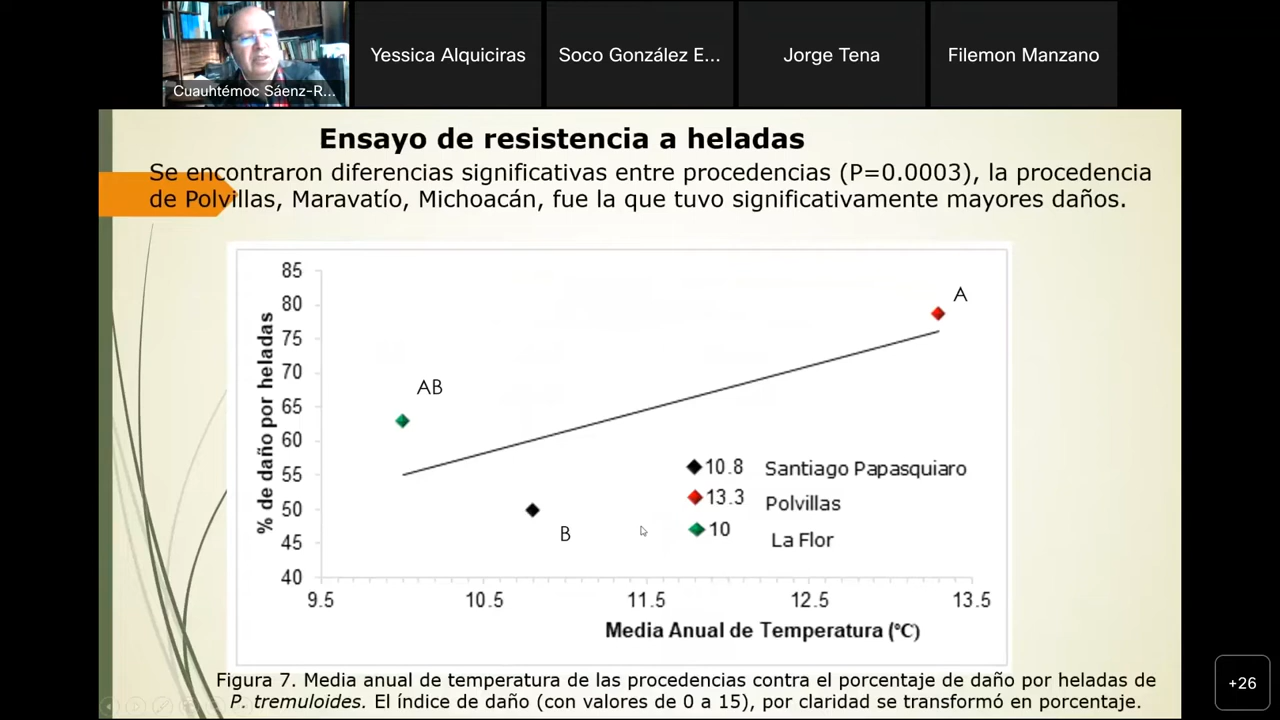 Cuauhtémoc Sáenz-R...
Yessica Alquiciras
Soco González E...
Jorge Tena
Filemon Manzano
Ensayo de resistencia a heladas
Se encontraron diferencias significativas entre procedencias (P=0.0003), la procedencia
de Polvillas, Maravatío, Michoacán, fue la que tuvo significativamente mayores daños.
% de daño por heladas
85
80
75
70
65
60
55
50
45
40
A
AB
B
10.8 Santiago Papasquiaro
13.3 Polvillas
10 La Flor
9.5 10.5 11.5 12.5 13.5
Media Anual de Temperatura (°C)
Figura 7. Media anual de temperatura de las procedencias contra el porcentaje de daño por heladas de
P. tremuloides. El índice de daño (con valores de 0 a 15), por claridad se transformó en porcentaje.
+26